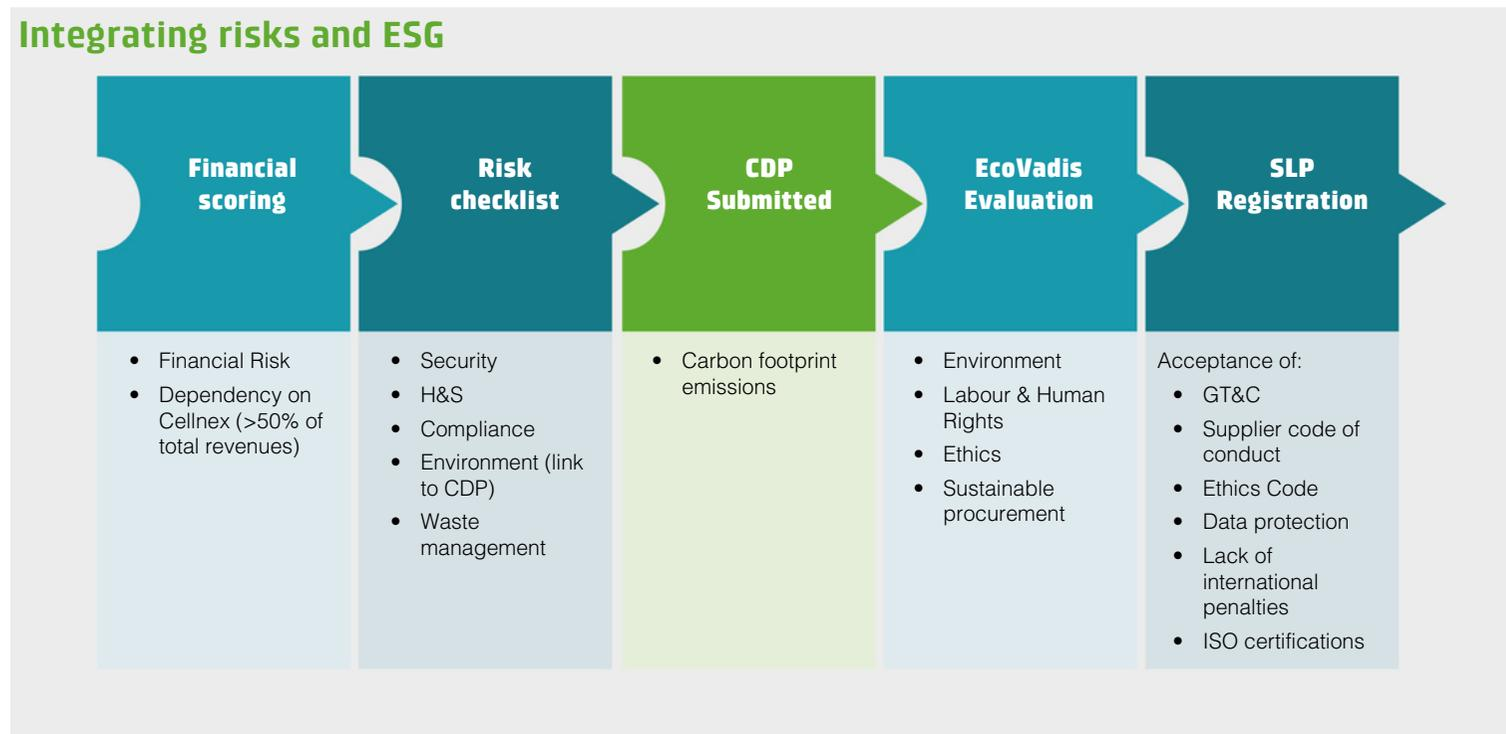 Integrating risks and ESG
Financial
scoring
Risk
checklist
CDP
Submitted
EcoVadis
Evaluation
SLP
Registration
• Financial Risk
• Dependency on
Cellnex (>50% of
total revenues)
• Security
• H&S
• Compliance
• Environment (link
to CDP)
• Waste
management
• Carbon footprint
emissions
• Environment
• Labour & Human
Rights
• Ethics
• Sustainable
procurement
Acceptance of:
• GT&C
• Supplier code of
conduct
• Ethics Code
• Data protection
• Lack of
international
penalties
• ISO certifications